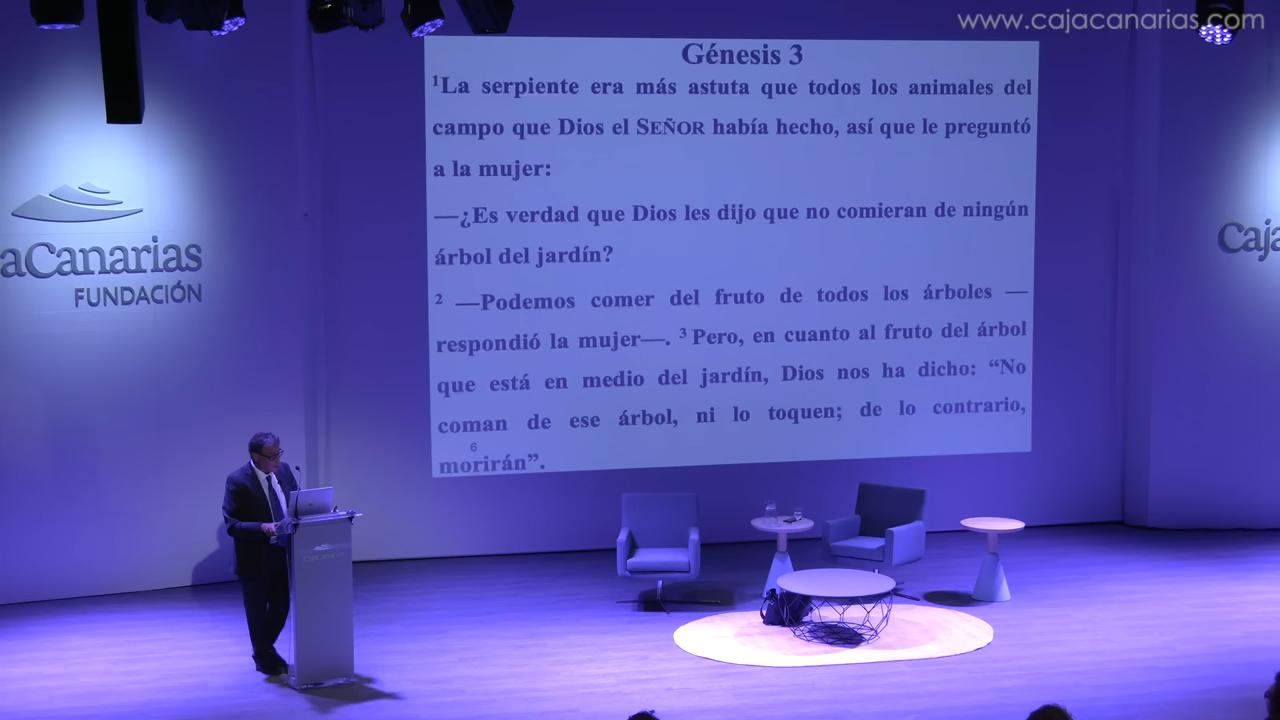 www.cajacanarias.com
Génesis 3
¹La serpiente era más astuta que todos los animales del
campo que Dios el SEÑOR había hecho, así que le preguntó
a la mujer:
—¿Es verdad que Dios les dijo que no comieran de ningún
árbol del jardín?
² —Podemos comer del fruto de todos los árboles —
respondió la mujer—. ³ Pero, en cuanto al fruto del árbol
que está en medio del jardín, Dios nos ha dicho: “No
coman de ese árbol, ni lo toquen; de lo contrario,
morirán”.
6
aCanarias
FUNDACIÓN
Caja